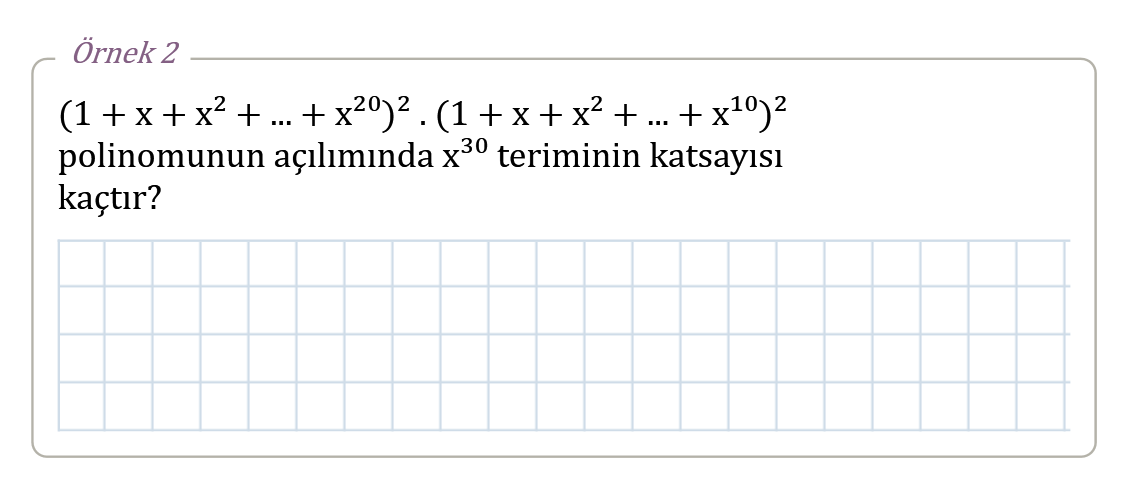 Örnek 2
(1 + x + x² + ... + x²⁰)² . (1 + x + x² + ... + x¹⁰)²
polinomunun açılımında x³⁰ teriminin katsayısı
kaçtır?